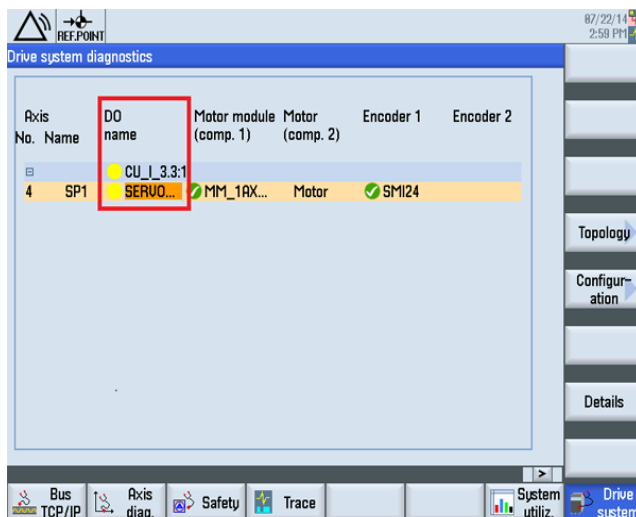 REF.POINT
07/22/14
2:59 PM
Drive system diagnostics
Axis DO Motor module Motor Encoder 1 Encoder 2
No. Name name (comp. 1) (comp. 2)
CU_I_3.3:1
4 SP1 SERVO... MM_1AX... Motor SMI24
Topology
Configur-
ation
Details
>
Bus Axis Safety Trace System Drive
TCP/IP diag. utiliz. system